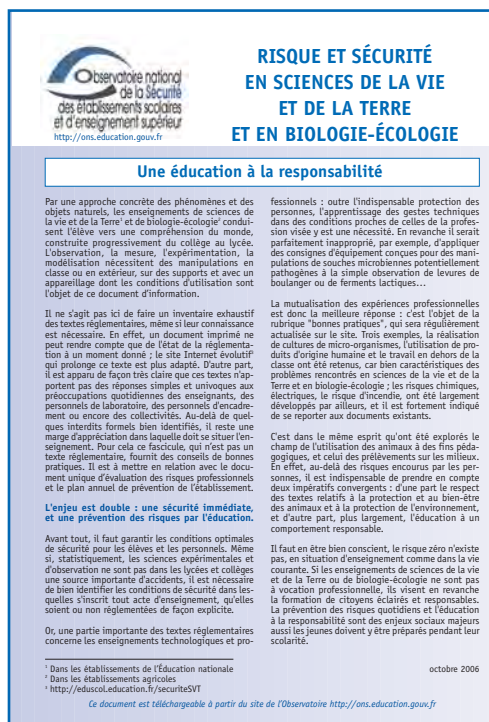 Observatoire national
de la Sécurité
des établissements scolaires
et d'enseignement supérieur
http://ons.education.gouv.fr
RISQUE ET SÉCURITÉ
EN SCIENCES DE LA VIE
ET DE LA TERRE
ET EN BIOLOGIE-ÉCOLOGIE
Une éducation à la responsabilité
Par une approche concrète des phénomènes et des
objets naturels, les enseignements de sciences de
la vie et de la Terre¹ et de biologie-écologie² condui-
sent l'élève vers une compréhension du monde,
construite progressivement du collège au lycée.
L'observation, la mesure, l'expérimentation, la
modélisation nécessitent des manipulations en
classe ou en extérieur, sur des supports et avec un
appareillage dont les conditions d'utilisation sont
l'objet de ce document d'information.
Il ne s'agit pas ici de faire un inventaire exhaustif
des textes réglementaires, même si leur connaissance
est nécessaire. En effet, un document imprimé ne
peut rendre compte que de l'état de la réglementa-
tion à un moment donné ; le site Internet évolutif³
qui prolonge ce texte est plus adapté. D'autre part,
il est apparu de façon très claire que ces textes n'ap-
portent pas des réponses simples et univoques aux
préoccupations quotidiennes des enseignants, des
personnels de laboratoire, des personnels d'encadre-
ment ou encore des collectivités. Au-delà de quel-
ques interdits formels bien identifiés, il reste une
marge d'appréciation dans laquelle doit se situer l'en-
seignement. Pour cela ce fascicule, qui n'est pas un
texte réglementaire, fournit des conseils de bonnes
pratiques. Il est à mettre en relation avec le docu-
ment unique d'évaluation des risques professionnels
et le plan annuel de prévention de l'établissement.
L'enjeu est double : une sécurité immédiate,
et une prévention des risques par l'éducation.
Avant tout, il faut garantir les conditions optimales
de sécurité pour les élèves et les personnels. Même
si, statistiquement, les sciences expérimentales et
d'observation ne sont pas dans les lycées et collèges
une source importante d'accidents, il est nécessaire
de bien identifier les conditions de sécurité dans les-
quelles s'inscrit tout acte d'enseignement, qu'elles
soient ou non réglementées de façon explicite.
Or, une partie importante des textes réglementaires
concerne les enseignements technologiques et pro-
fessionnels : outre l'indispensable protection des
personnes, l'apprentissage des gestes techniques
dans des conditions proches de celles de la profes-
sion visée y est une nécessité. En revanche il serait
parfaitement inapproprié, par exemple, d'appliquer
des consignes d'équipement conçues pour des mani-
pulations de souches microbiennes potentiellement
pathogènes à la simple observation de levures de
boulanger ou de ferments lactiques...
La mutualisation des expériences professionnelles
est donc la meilleure réponse : c'est l'objet de la
rubrique "bonnes pratiques", qui sera régulièrement
actualisée sur le site. Trois exemples, la réalisation
de cultures de micro-organismes, l'utilisation de pro-
duits d'origine humaine et le travail en dehors de la
classe ont été retenus, car bien caractéristiques des
problèmes rencontrés en sciences de la vie et de la
Terre et en biologie-écologie ; les risques chimiques,
électriques, le risque d'incendie, ont été largement
développés par ailleurs, et il est fortement indiqué
de se reporter aux documents existants.
C'est dans le même esprit qu'ont été explorés le
champ de l'utilisation des animaux à des fins péda-
gogiques, et celui des prélèvements sur les milieux.
En effet, au-delà des risques encourus par les per-
sonnes, il est indispensable de prendre en compte
deux impératifs convergents : d'une part le respect
des textes relatifs à la protection et au bien-être
des animaux et à la protection de l'environnement,
et d'autre part, plus largement, l'éducation à un
comportement responsable.
Il faut en être bien conscient, le risque zéro n'existe
pas, en situation d'enseignement comme dans la vie
courante. Si les enseignements de sciences de la vie
et de la Terre ou de biologie-écologie ne sont pas
à vocation professionnelle, ils visent en revanche
la formation de citoyens éclairés et responsables.
La prévention des risques quotidiens et l'éducation
à la responsabilité sont des enjeux sociaux majeurs
aussi les jeunes doivent y être préparés pendant leur
scolarité.
¹ Dans les établissements de l'Éducation nationale
² Dans les établissements agricoles
³ http://eduscol.education.fr/securiteSVT
octobre 2006
Ce document est téléchargeable à partir du site de l'Observatoire http://ons.education.gouv.fr